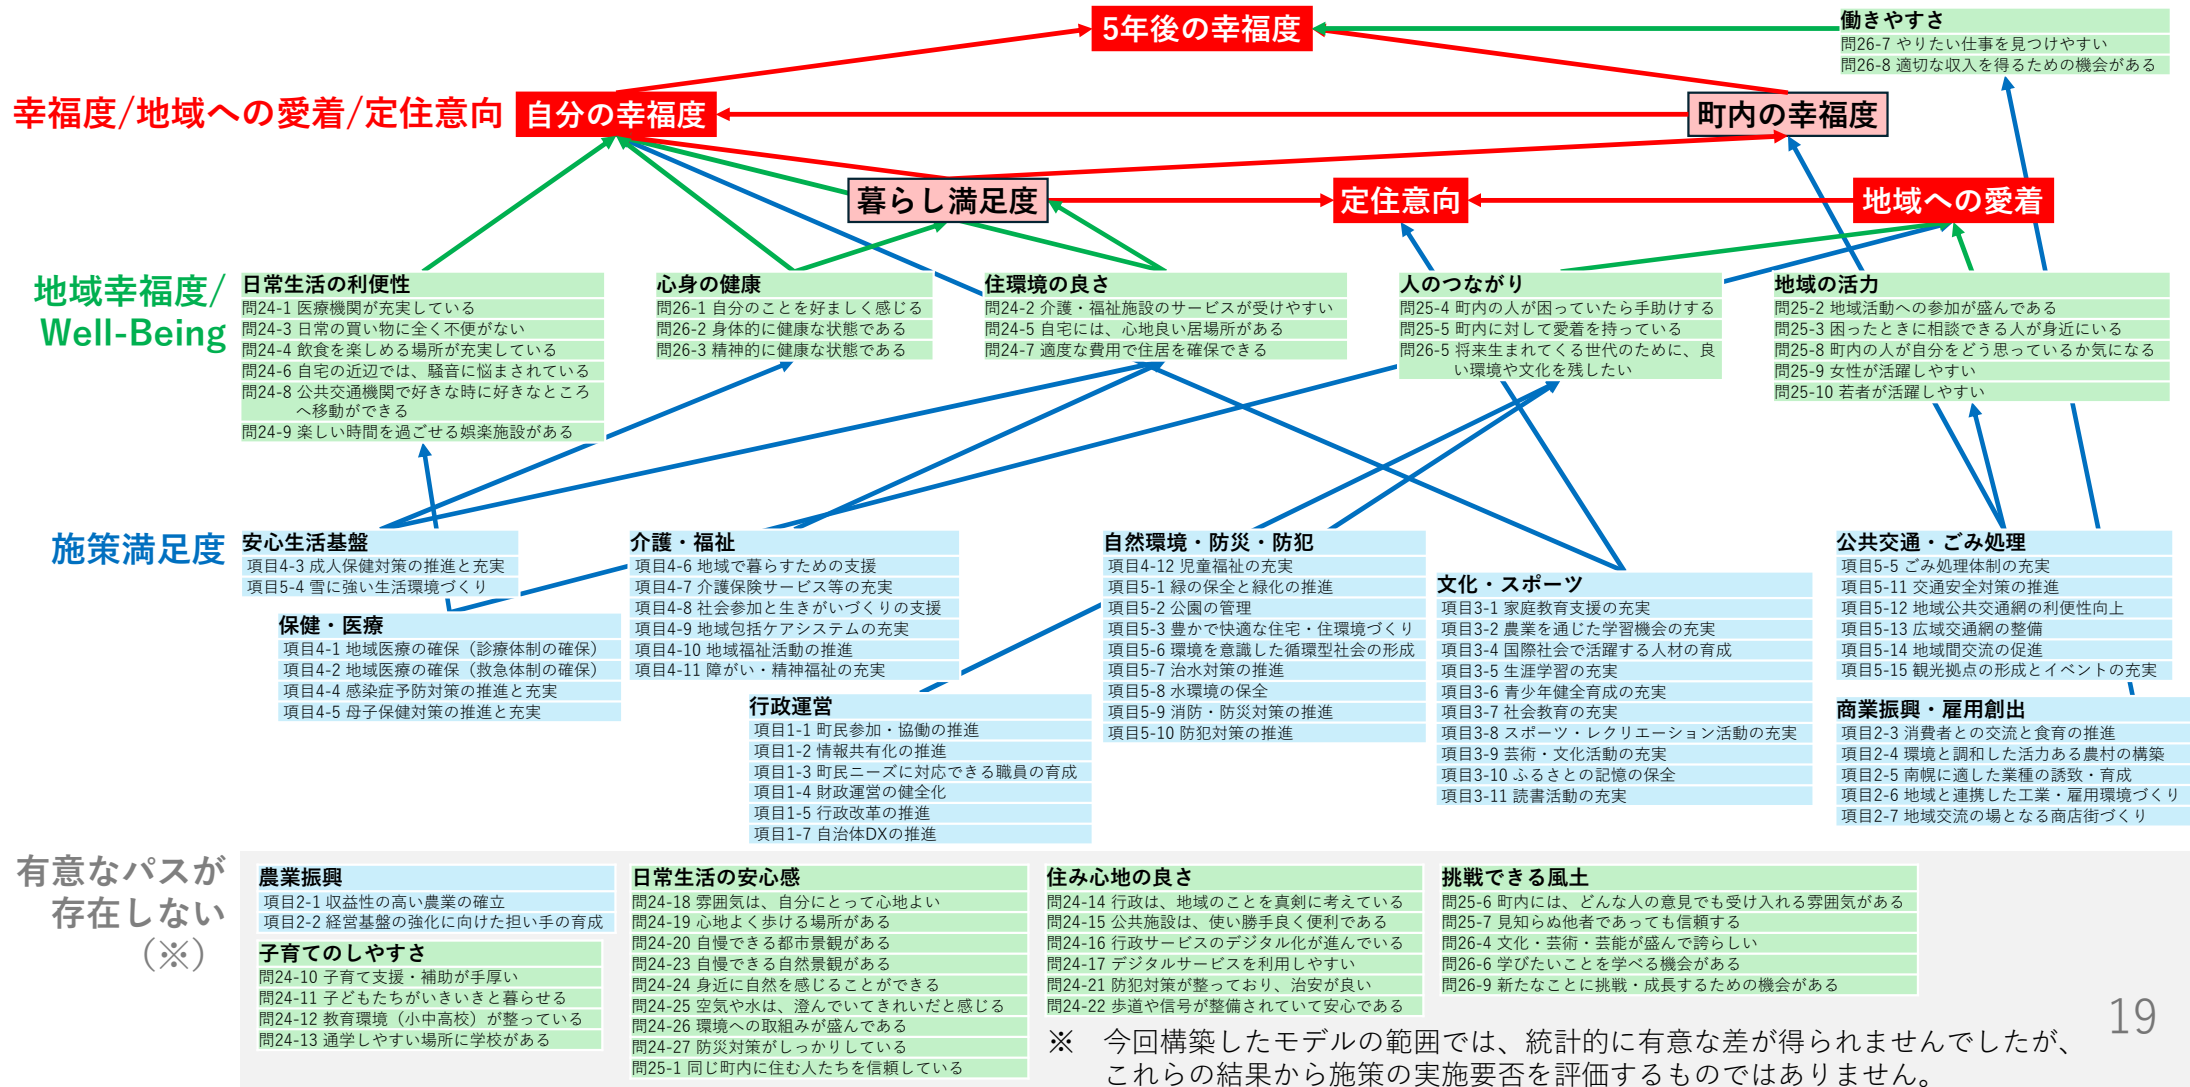 5年後の幸福度
働きやすさ
問26-7 やりたい仕事を見つけやすい
問26-8 適切な収入を得るための機会がある
幸福度/地域への愛着/定住意向
自分の幸福度
町内の幸福度
暮らし満足度
定住意向
地域への愛着
地域幸福度/
Well-Being
日常生活の利便性
問24-1 医療機関が充実している
問24-3 日常の買い物に全く不便がない
問24-4 飲食を楽しめる場所が充実している
問24-6 自宅の近辺では、騒音に悩まされている
問24-8 公共交通機関で好きな時に好きなところ
へ移動ができる
問24-9 楽しい時間を過ごせる娯楽施設がある
心身の健康
問26-1 自分のことを好ましく感じる
問26-2 身体的に健康な状態である
問26-3 精神的に健康な状態である
住環境の良さ
問24-2 介護・福祉施設のサービスが受けやすい
問24-5 自宅には、心地良い居場所がある
問24-7 適度な費用で住居を確保できる
人のつながり
問25-4 町内の人が困っていたら手助けする
問25-5 町内に対して愛着を持っている
問26-5 将来生まれてくる世代のために、良
い環境や文化を残したい
地域の活力
問25-2 地域活動への参加が盛んである
問25-3 困ったときに相談できる人が身近にいる
問25-8 町内の人が自分をどう思っているか気になる
問25-9 女性が活躍しやすい
問25-10 若者が活躍しやすい
施策満足度
安心生活基盤
項目4-3 成人保健対策の推進と充実
項目5-4 雪に強い生活環境づくり
保健・医療
項目4-1 地域医療の確保（診療体制の確保）
項目4-2 地域医療の確保（救急体制の確保）
項目4-4 感染症予防対策の推進と充実
項目4-5 母子保健対策の推進と充実
介護・福祉
項目4-6 地域で暮らすための支援
項目4-7 介護保険サービス等の充実
項目4-8 社会参加と生きがいづくりの支援
項目4-9 地域包括ケアシステムの充実
項目4-10 地域福祉活動の推進
項目4-11 障がい・精神福祉の充実
行政運営
項目1-1 町民参加・協働の推進
項目1-2 情報共有化の推進
項目1-3 町民ニーズに対応できる職員の育成
項目1-4 財政運営の健全化
項目1-5 行政改革の推進
項目1-7 自治体DXの推進
自然環境・防災・防犯
項目4-12 児童福祉の充実
項目5-1 緑の保全と緑化の推進
項目5-2 公園の管理
項目5-3 豊かで快適な住宅・住環境づくり
項目5-6 環境を意識した循環型社会の形成
項目5-7 治水対策の推進
項目5-8 水環境の保全
項目5-9 消防・防災対策の推進
項目5-10 防犯対策の推進
文化・スポーツ
項目3-1 家庭教育支援の充実
項目3-2 農業を通じた学習機会の充実
項目3-4 国際社会で活躍する人材の育成
項目3-5 生涯学習の充実
項目3-6 青少年健全育成の充実
項目3-7 社会教育の充実
項目3-8 スポーツ・レクリエーション活動の充実
項目3-9 芸術・文化活動の充実
項目3-10 ふるさとの記憶の保全
項目3-11 読書活動の充実
公共交通・ごみ処理
項目5-5 ごみ処理体制の充実
項目5-11 交通安全対策の推進
項目5-12 地域公共交通網の利便性向上
項目5-13 広域交通網の整備
項目5-14 地域間交流の促進
項目5-15 観光拠点の形成とイベントの充実
商業振興・雇用創出
項目2-3 消費者との交流と食育の推進
項目2-4 環境と調和した活力ある農村の構築
項目2-5 南幌に適した業種の誘致・育成
項目2-6 地域と連携した工業・雇用環境づくり
項目2-7 地域交流の場となる商店街づくり
有意なパスが
存在しない
（※）
農業振興
項目2-1 収益性の高い農業の確立
項目2-2 経営基盤の強化に向けた担い手の育成
子育てのしやすさ
問24-10 子育て支援・補助が手厚い
問24-11 子どもたちがいきいきと暮らせる
問24-12 教育環境（小中高校）が整っている
問24-13 通学しやすい場所に学校がある
日常生活の安心感
問24-18 雰囲気は、自分にとって心地よい
問24-19 心地よく歩ける場所がある
問24-20 自慢できる都市景観がある
問24-23 自慢できる自然景観がある
問24-24 身近に自然を感じることができる
問24-25 空気や水は、澄んでいてきれいだと感じる
問24-26 環境への取組みが盛んである
問24-27 防災対策がしっかりしている
問25-1 同じ町内に住む人たちを信頼している
住み心地の良さ
問24-14 行政は、地域のことを真剣に考えている
問24-15 公共施設は、使い勝手良く便利である
問24-16 行政サービスのデジタル化が進んでいる
問24-17 デジタルサービスを利用しやすい
問24-21 防犯対策が整っており、治安が良い
問24-22 歩道や信号が整備されていて安心である
挑戦できる風土
問25-6 町内には、どんな人の意見でも受け入れる雰囲気がある
問25-7 見知らぬ他者であっても信頼する
問26-4 文化・芸術・芸能が盛んで誇らしい
問26-6 学びたいことを学べる機会がある
問26-9 新たなことに挑戦・成長するための機会がある
※ 今回構築したモデルの範囲では、統計的に有意な差が得られませんでしたが、
これらの結果から施策の実施要否を評価するものではありません。
19